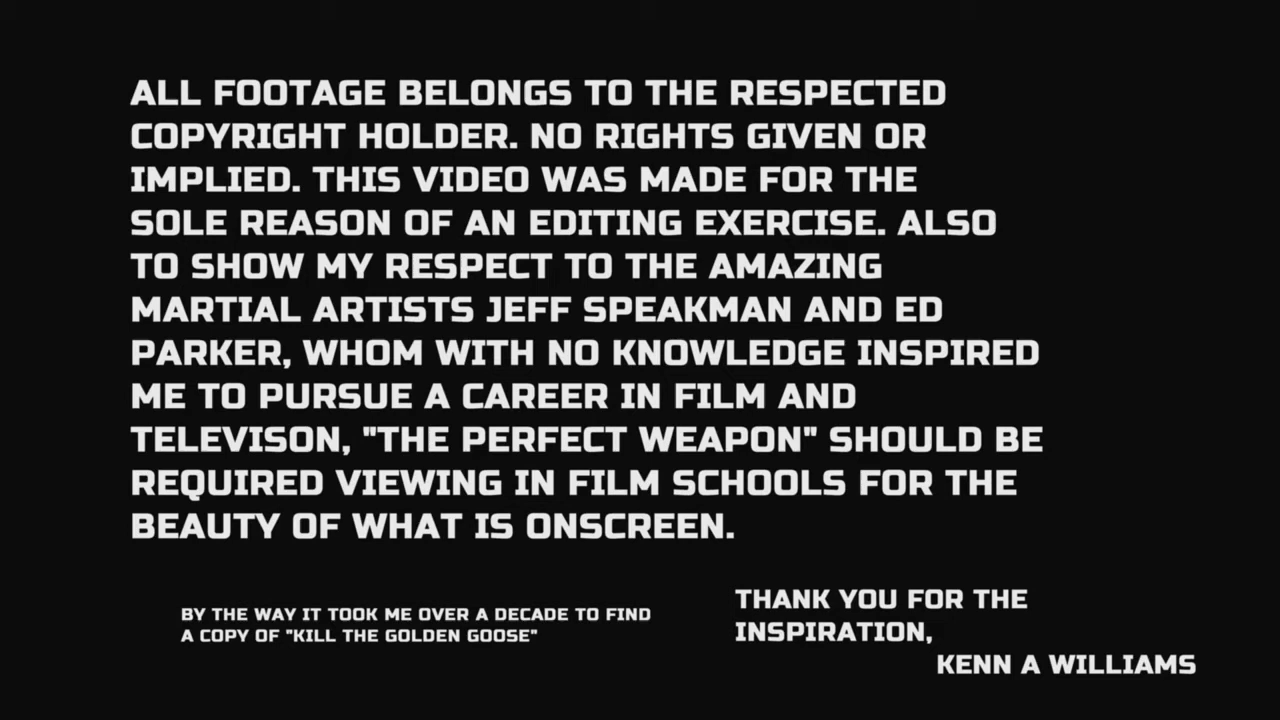 ALL FOOTAGE BELONGS TO THE RESPECTED
COPYRIGHT HOLDER. NO RIGHTS GIVEN OR
IMPLIED. THIS VIDEO WAS MADE FOR THE
SOLE REASON OF AN EDITING EXERCISE. ALSO
TO SHOW MY RESPECT TO THE AMAZING
MARTIAL ARTISTS JEFF SPEAKMAN AND ED
PARKER, WHOM WITH NO KNOWLEDGE INSPIRED
ME TO PURSUE A CAREER IN FILM AND
TELEVISON, "THE PERFECT WEAPON" SHOULD BE
REQUIRED VIEWING IN FILM SCHOOLS FOR THE
BEAUTY OF WHAT IS ONSCREEN.
BY THE WAY IT TOOK ME OVER A DECADE TO FIND
A COPY OF "KILL THE GOLDEN GOOSE"
THANK YOU FOR THE
INSPIRATION,
KENN A WILLIAMS